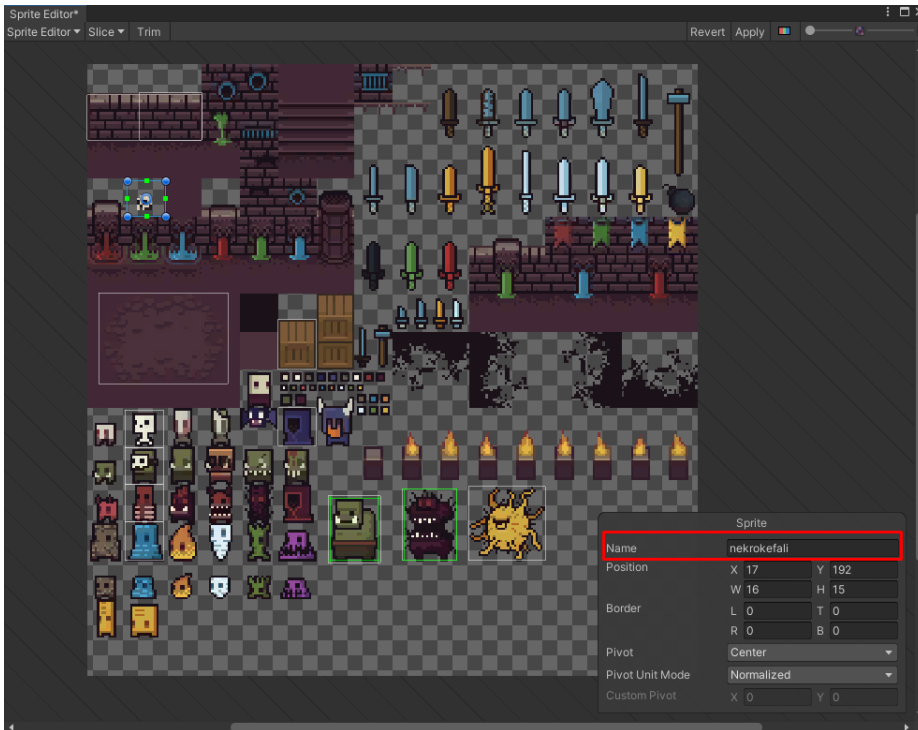 Sprite Editor*
Sprite Editor Slice Trim Revert Apply
Sprite
Name nekrokefali
Position X 17 Y 192
W 16 H 15
Border L 0 T 0
R 0 B 0
Pivot Center
Pivot Unit Mode Normalized
Custom Pivot X 0 Y 0